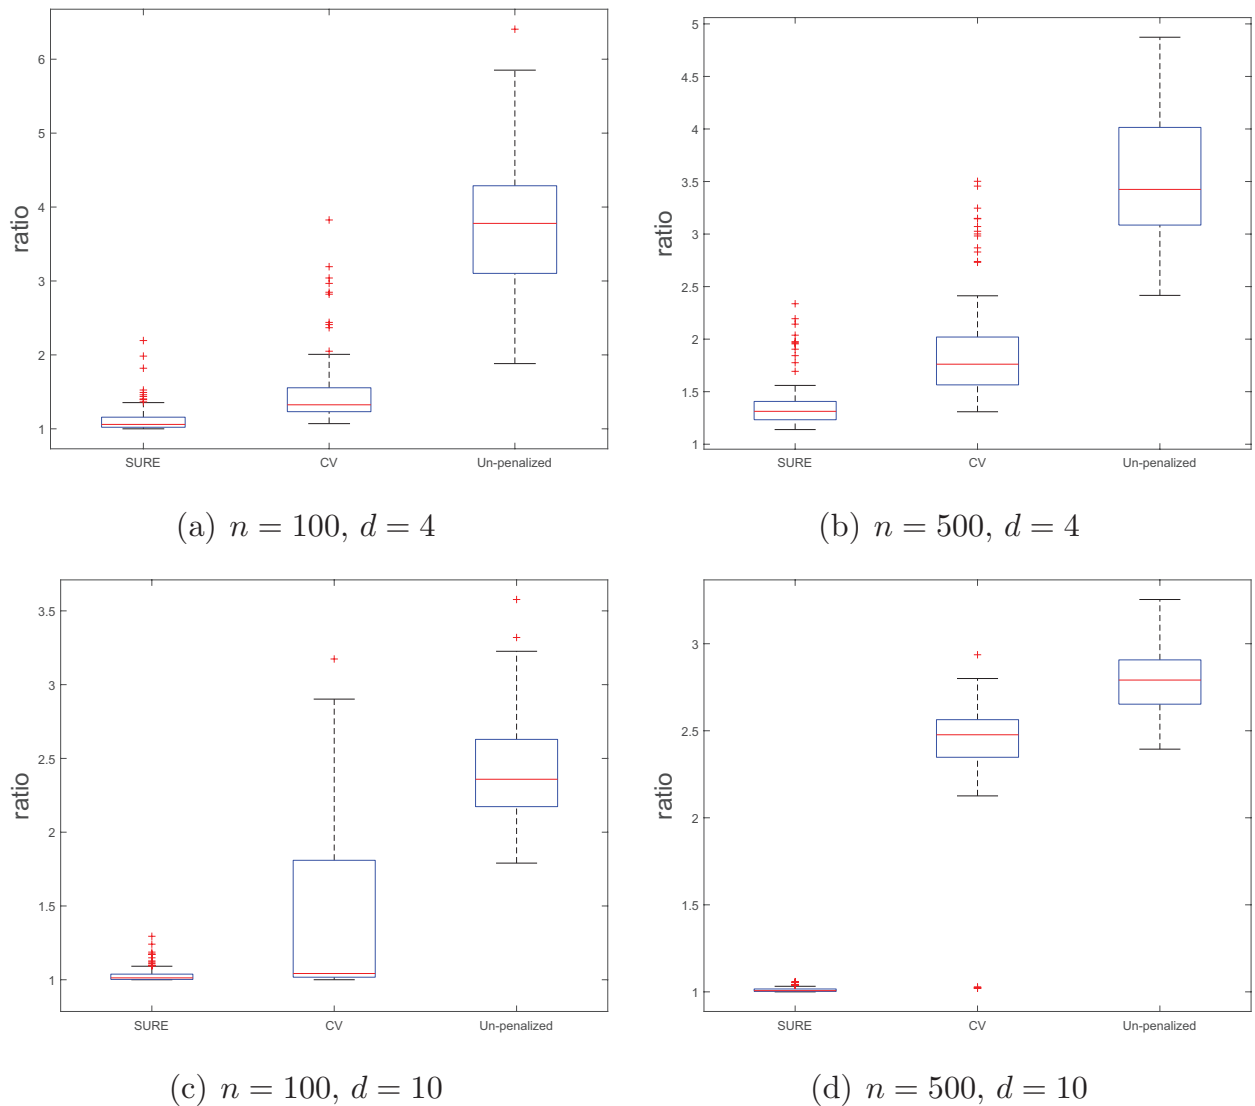 6
5
4
3
2
1
ratio
SURE
CV
Un-penalized
(a) n = 100, d = 4
5
4.5
4
3.5
3
2.5
2
1.5
1
ratio
SURE
CV
Un-penalized
(b) n = 500, d = 4
3.5
3
2.5
2
1.5
1
ratio
SURE
CV
Un-penalized
(c) n = 100, d = 10
3
2.5
2
1.5
1
ratio
SURE
CV
Un-penalized
(d) n = 500, d = 10